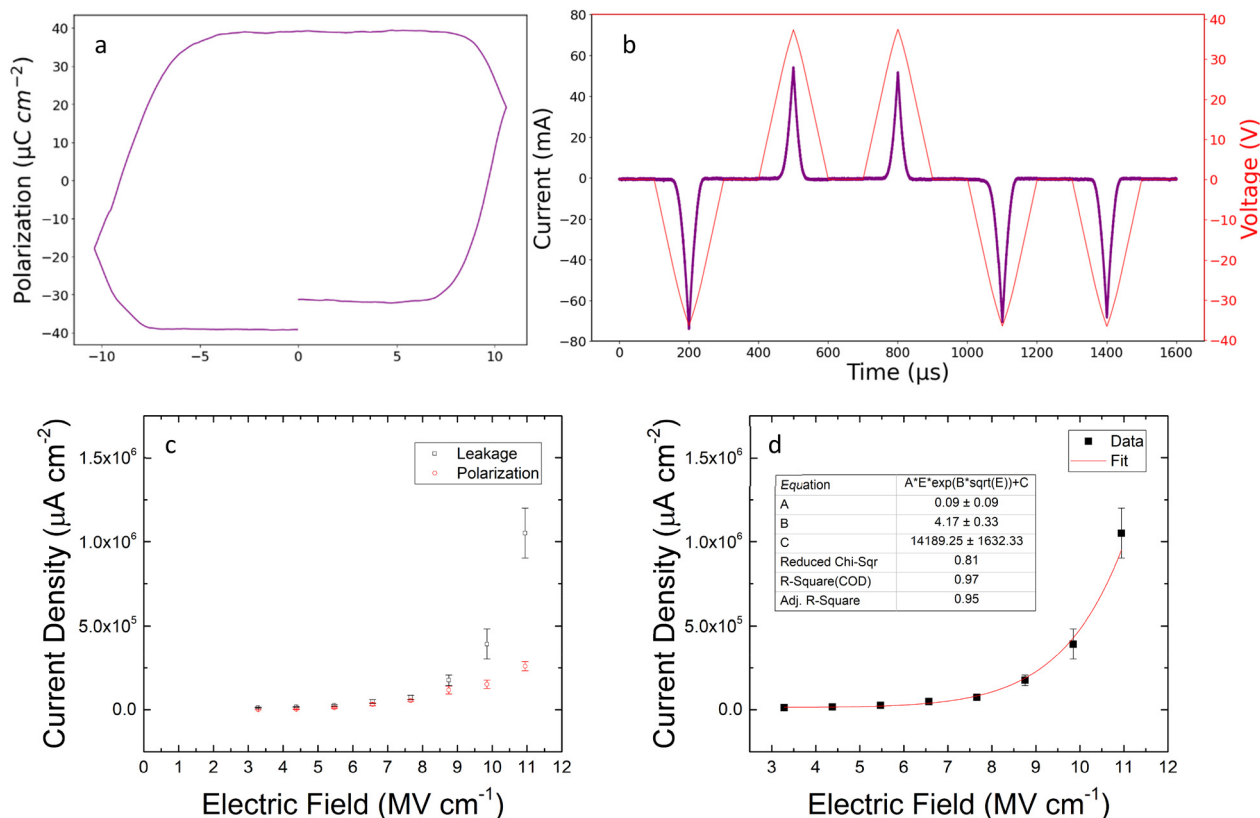 a
Polarization (µC cm⁻²)
40
30
20
10
0
−10
−20
−30
−40
−10
−5
0
5
10
b
Current (mA)
80
60
40
20
0
−20
−40
−60
−80
0
200
400
600
800
1000
1200
1400
1600
Time (µs)
40
30
20
10
0
−10
−20
−30
−40
Voltage (V)
c
Current Density (µA cm⁻²)
1.5x10⁶
1.0x10⁶
5.0x10⁵
0.0
Leakage
Polarization
0 1 2 3 4 5 6 7 8 9 10 11 12
Electric Field (MV cm⁻¹)
d
Current Density (µA cm⁻²)
1.5x10⁶
1.0x10⁶
5.0x10⁵
0.0
Data
Fit
Equation A*E*exp(B*sqrt(E))+C
A 0.09 ± 0.09
B 4.17 ± 0.33
C 14189.25 ± 1632.33
Reduced Chi-Sqr 0.81
R-Square(COD) 0.97
Adj. R-Square 0.95
3 4 5 6 7 8 9 10 11 12
Electric Field (MV cm⁻¹)